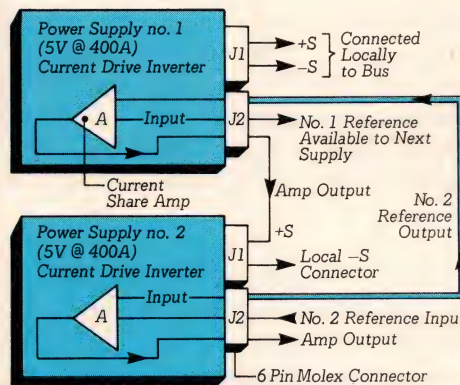 Power Supply no. 1
(5V @ 400A)
Current Drive Inverter
J1
+S
–S
Connected
Locally
to Bus
A
Input
J2
No. 1 Reference
Available to Next
Supply
Current
Share Amp
Amp Output
No. 2
Reference
Output
+S
Power Supply no. 2
(5V @ 400A)
Current Drive Inverter
J1
Local –S
Connector
A
Input
J2
No. 2 Reference Input
Amp Output
6 Pin Molex Connector